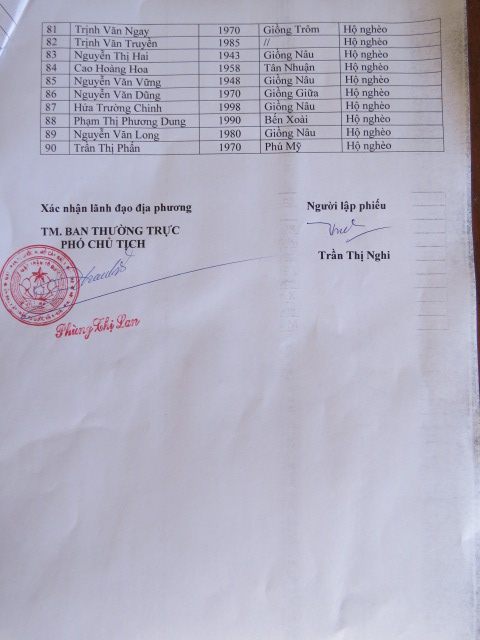 81 Trịnh Văn Ngay 1970 Giồng Trôm Hộ nghèo
82 Trịnh Văn Truyền 1985 // Hộ nghèo
83 Nguyễn Thị Hai 1943 Giồng Nâu Hộ nghèo
84 Cao Hoàng Hoa 1958 Tân Nhuận Hộ nghèo
85 Nguyễn Văn Vững 1948 Giồng Nâu Hộ nghèo
86 Nguyễn Văn Dũng 1970 Giồng Giữa Hộ nghèo
87 Hứa Trường Chinh 1998 Giồng Nâu Hộ nghèo
88 Phạm Thị Phương Dung 1990 Bến Xoài Hộ nghèo
89 Nguyễn Văn Long 1980 Giồng Nâu Hộ nghèo
90 Trần Thị Phấn 1970 Phú Mỹ Hộ nghèo
Xác nhận lãnh đạo địa phương Người lập phiếu
TM. BAN THƯỜNG TRỰC
PHÓ CHỦ TỊCH
Trần Thị Nghi
Phùng Thị Lan